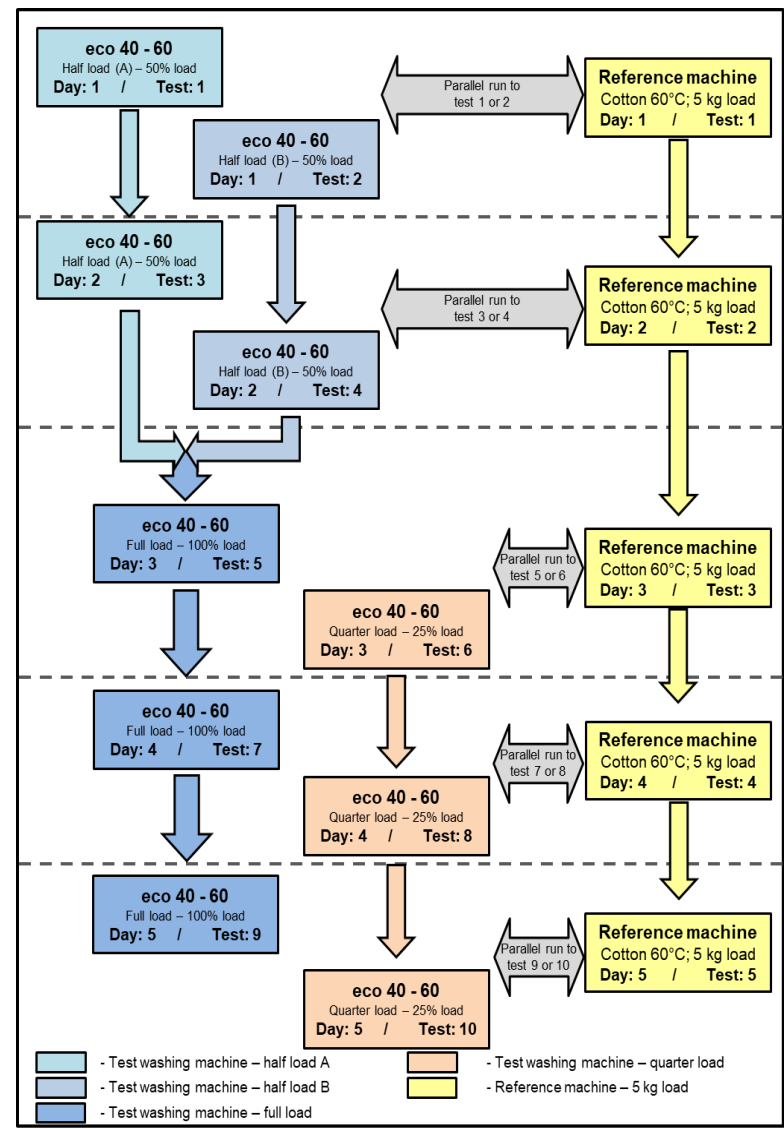 eco 40 - 60
Half load (A) – 50% load
Day: 1 / Test: 1
Parallel run to
test 1 or 2
Reference machine
Cotton 60°C; 5 kg load
Day: 1 / Test: 1
eco 40 - 60
Half load (B) – 50% load
Day: 1 / Test: 2
eco 40 - 60
Half load (A) – 50% load
Day: 2 / Test: 3
Parallel run to
test 3 or 4
Reference machine
Cotton 60°C; 5 kg load
Day: 2 / Test: 2
eco 40 - 60
Half load (B) – 50% load
Day: 2 / Test: 4
eco 40 - 60
Full load – 100% load
Day: 3 / Test: 5
Parallel run to
test 5 or 6
Reference machine
Cotton 60°C; 5 kg load
Day: 3 / Test: 3
eco 40 - 60
Quarter load – 25% load
Day: 3 / Test: 6
eco 40 - 60
Full load – 100% load
Day: 4 / Test: 7
Parallel run to
test 7 or 8
Reference machine
Cotton 60°C; 5 kg load
Day: 4 / Test: 4
eco 40 - 60
Quarter load – 25% load
Day: 4 / Test: 8
eco 40 - 60
Full load – 100% load
Day: 5 / Test: 9
Parallel run to
test 9 or 10
Reference machine
Cotton 60°C; 5 kg load
Day: 5 / Test: 5
eco 40 - 60
Quarter load – 25% load
Day: 5 / Test: 10
- Test washing machine – half load A
- Test washing machine – half load B
- Test washing machine – full load
- Test washing machine – quarter load
- Reference machine – 5 kg load